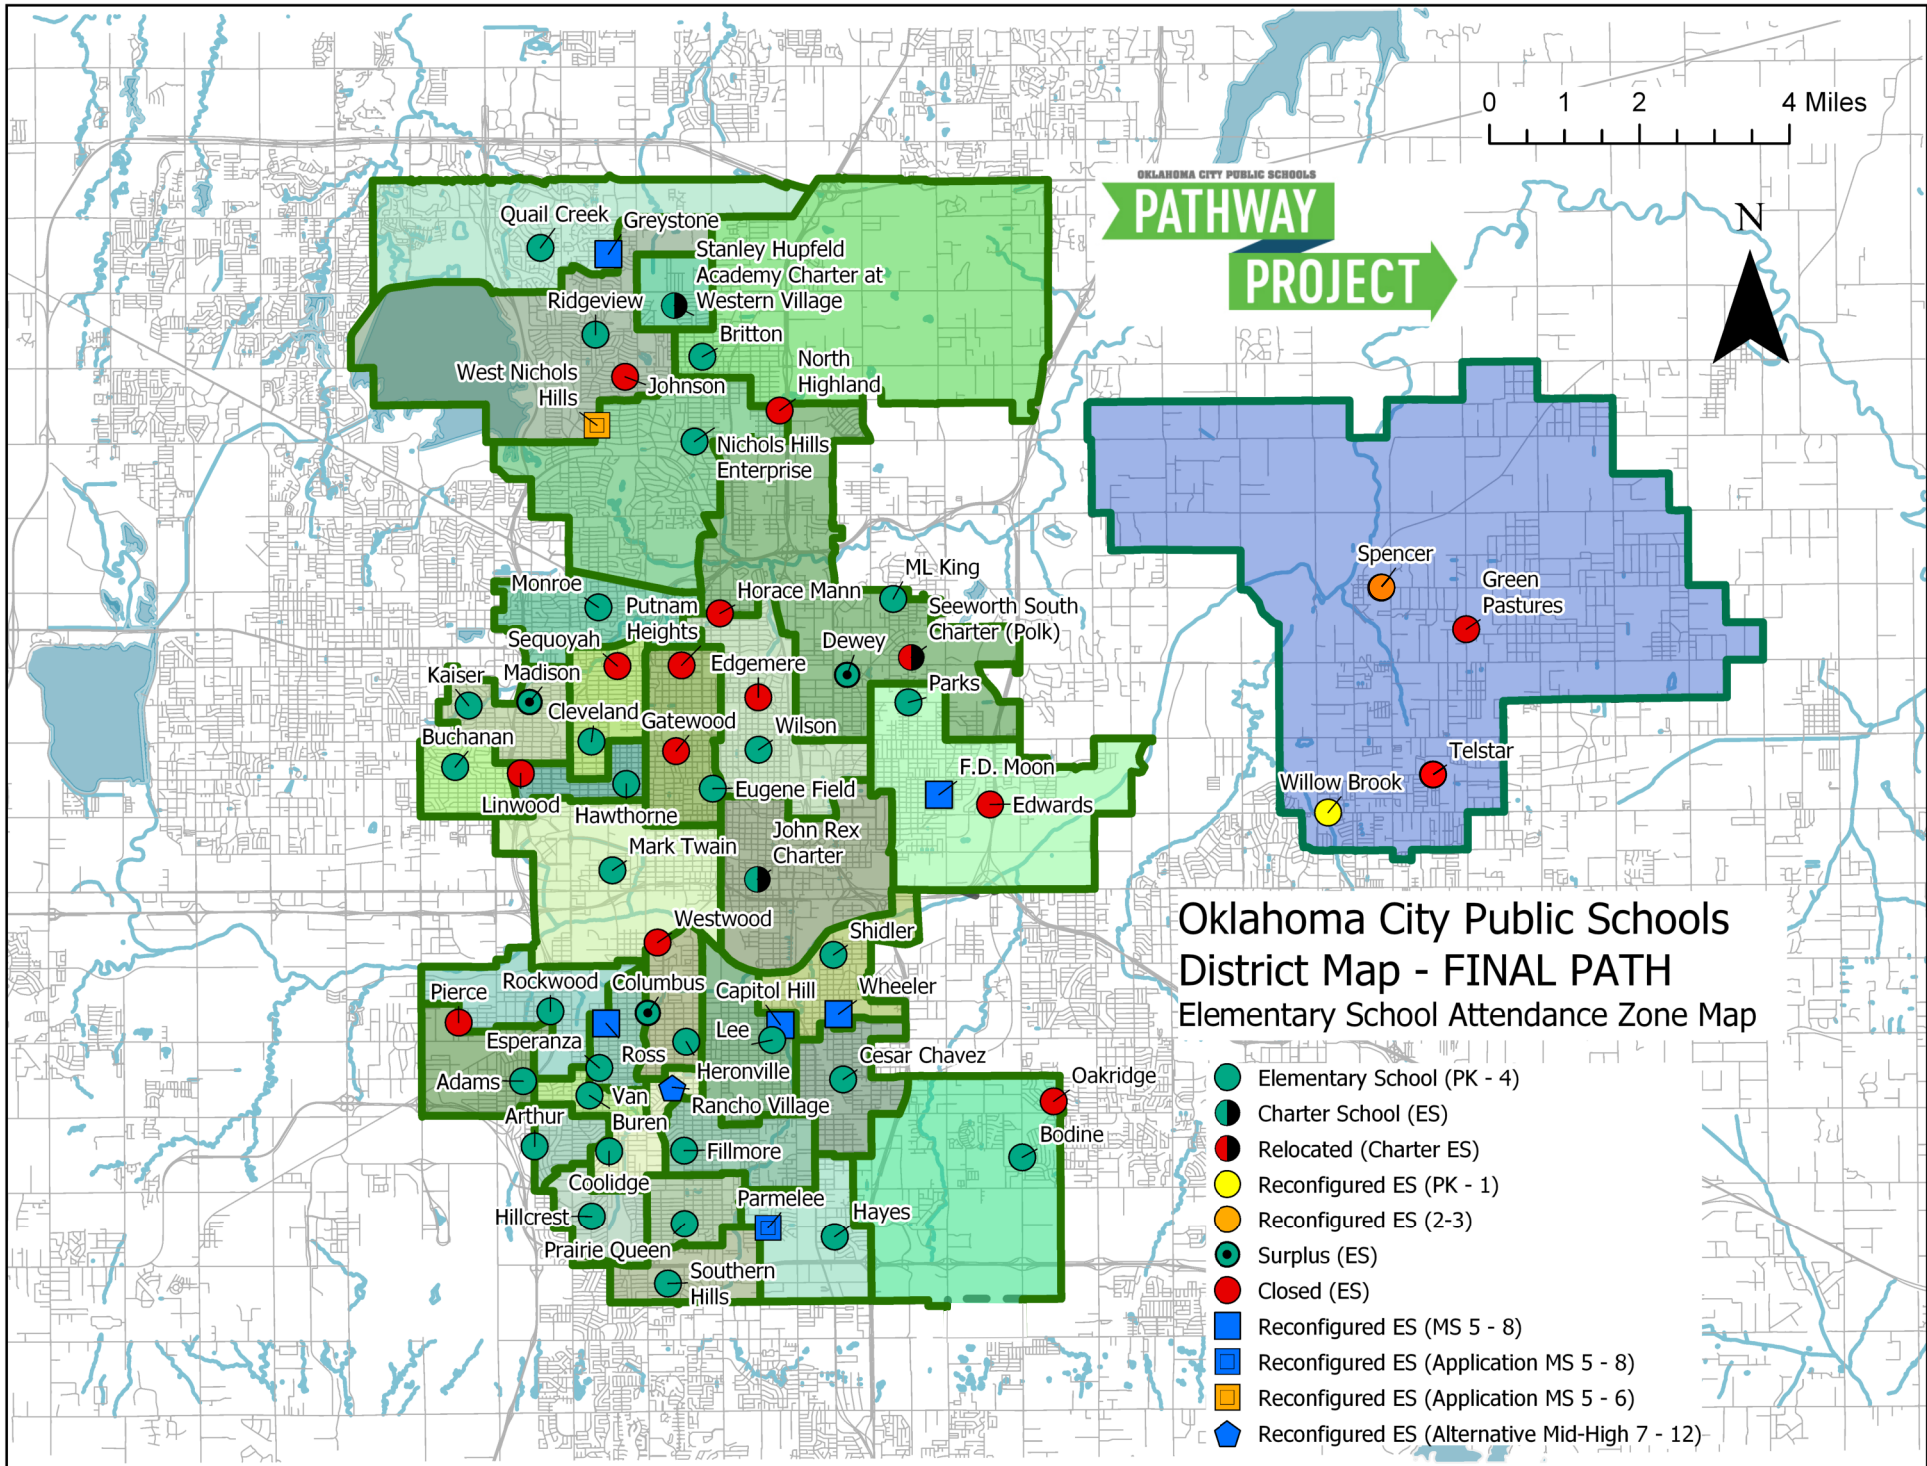 0 1 2 4 Miles
OKLAHOMA CITY PUBLIC SCHOOLS
PATHWAY
PROJECT
N
Quail Creek
Greystone
Stanley Hupfeld
Academy Charter at
Western Village
Ridgeview
Britton
West Nichols
Hills
Johnson
North
Highland
Nichols Hills
Enterprise
Spencer
Green
Pastures
Monroe
Horace Mann
ML King
Putnam
Heights
Seeworth South
Charter (Polk)
Sequoyah
Dewey
Kaiser
Madison
Edgemere
Parks
Cleveland
Gatewood
Wilson
Buchanan
Telstar
F.D. Moon
Willow Brook
Linwood
Eugene Field
Edwards
Hawthorne
John Rex
Charter
Mark Twain
Westwood
Shidler
Oklahoma City Public Schools
District Map - FINAL PATH
Elementary School Attendance Zone Map
Pierce
Rockwood
Columbus
Capitol Hill
Wheeler
Esperanza
Ross
Lee
Cesar Chavez
Adams
Heronville
Oakridge
Van
Buren
Rancho Village
Arthur
Bodine
Fillmore
Coolidge
Parmelee
Hillcrest
Hayes
Prairie Queen
Southern
Hills
Elementary School (PK - 4)
Charter School (ES)
Relocated (Charter ES)
Reconfigured ES (PK - 1)
Reconfigured ES (2-3)
Surplus (ES)
Closed (ES)
Reconfigured ES (MS 5 - 8)
Reconfigured ES (Application MS 5 - 8)
Reconfigured ES (Application MS 5 - 6)
Reconfigured ES (Alternative Mid-High 7 - 12)